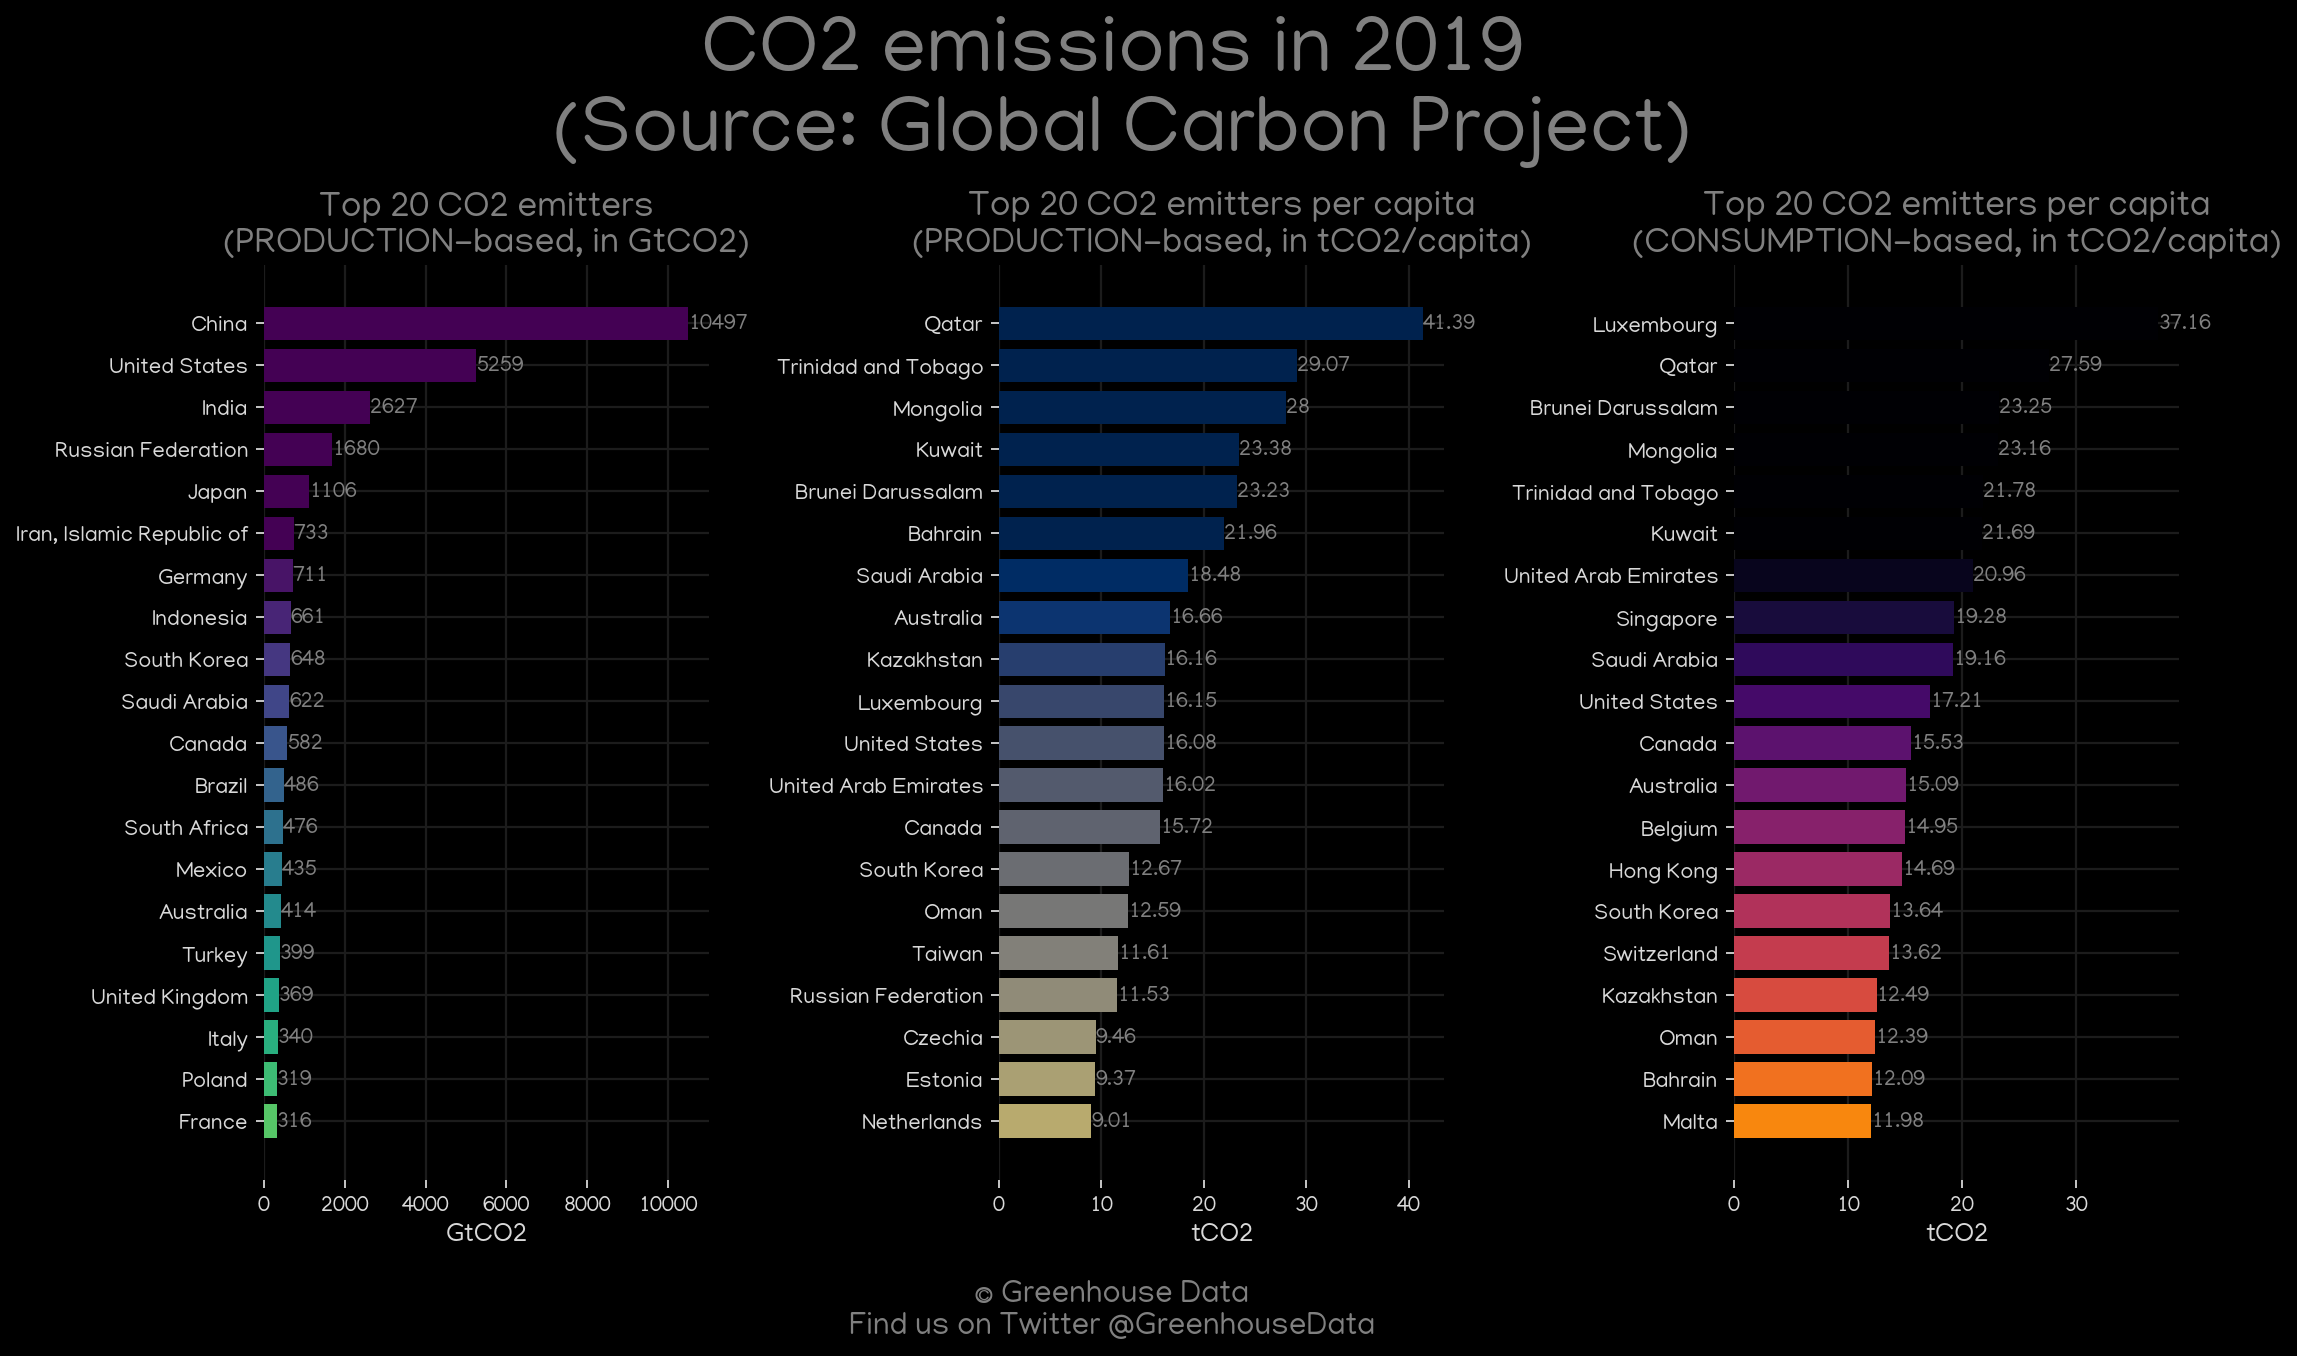 CO2 emissions in 2019
(Source: Global Carbon Project)
Top 20 CO2 emitters
(PRODUCTION-based, in GtCO2)
China 10497
United States 5259
India 2627
Russian Federation 1680
Japan 1106
Iran, Islamic Republic of 733
Germany 711
Indonesia 661
South Korea 648
Saudi Arabia 622
Canada 582
Brazil 486
South Africa 476
Mexico 435
Australia 414
Turkey 399
United Kingdom 369
Italy 340
Poland 319
France 316
0 2000 4000 6000 8000 10000
GtCO2
Top 20 CO2 emitters per capita
(PRODUCTION-based, in tCO2/capita)
Qatar 41.39
Trinidad and Tobago 29.07
Mongolia 28
Kuwait 23.38
Brunei Darussalam 23.23
Bahrain 21.96
Saudi Arabia 18.48
Australia 16.66
Kazakhstan 16.16
Luxembourg 16.15
United States 16.08
United Arab Emirates 16.02
Canada 15.72
South Korea 12.67
Oman 12.59
Taiwan 11.61
Russian Federation 11.53
Czechia 9.46
Estonia 9.37
Netherlands 9.01
0 10 20 30 40
tCO2
Top 20 CO2 emitters per capita
(CONSUMPTION-based, in tCO2/capita)
Luxembourg 37.16
Qatar 27.59
Brunei Darussalam 23.25
Mongolia 23.16
Trinidad and Tobago 21.78
Kuwait 21.69
United Arab Emirates 20.96
Singapore 19.28
Saudi Arabia 19.16
United States 17.21
Canada 15.53
Australia 15.09
Belgium 14.95
Hong Kong 14.69
South Korea 13.64
Switzerland 13.62
Kazakhstan 12.49
Oman 12.39
Bahrain 12.09
Malta 11.98
0 10 20 30
tCO2
© Greenhouse Data
Find us on Twitter @GreenhouseData